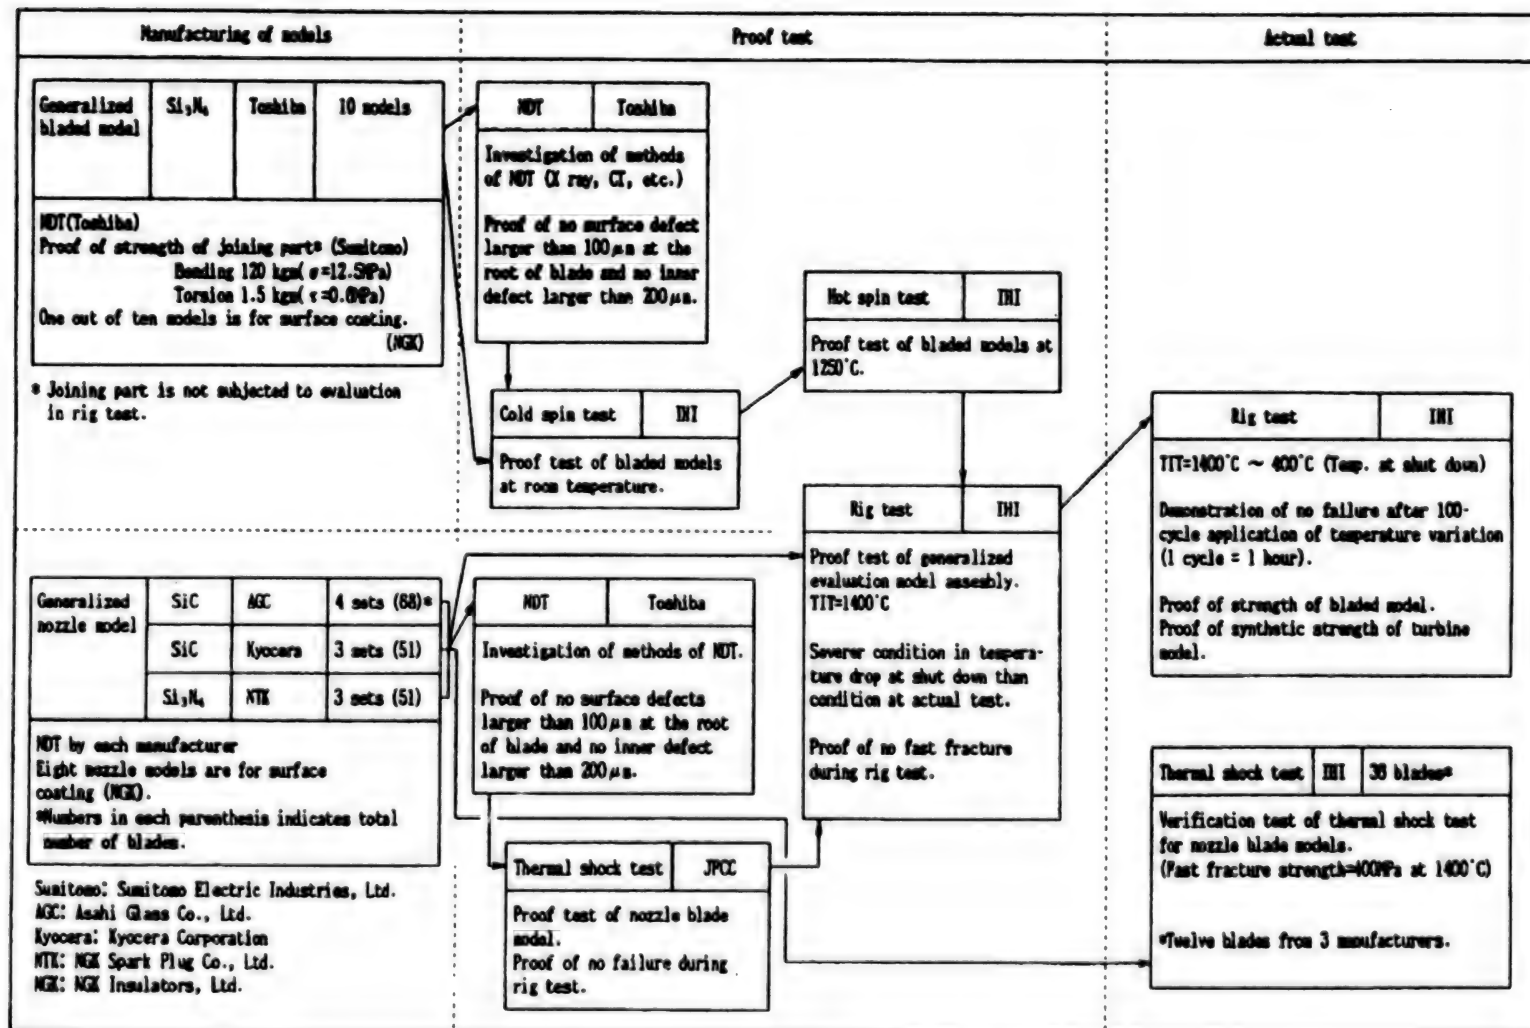 Manufacturing of models
Proof test
Actual test
Generalized
bladed model
Si₃N₄
Toshiba
10 models
NDT(Toshiba)
Proof of strength of joining part* (Sumitomo)
Bending 120 kgm( σ=12.5MPa)
Torsion 1.5 kgm( τ=0.6MPa)
One out of ten models is for surface coating.
(NGK)
* Joining part is not subjected to evaluation
in rig test.
NDT
Toshiba
Investigation of methods
of NDT (X ray, CT, etc.)
Proof of no surface defect
larger than 100μm at the
root of blade and no inner
defect larger than 200μm.
Cold spin test
IHI
Proof test of bladed models
at room temperature.
Hot spin test
IHI
Proof test of bladed models at
1250°C.
Rig test
IHI
Proof test of generalized
evaluation model assembly.
TIT=1400°C
Severer condition in tempera-
ture drop at shut down than
condition at actual test.
Proof of no fast fracture
during rig test.
Rig test
IHI
TIT=1400°C ~ 400°C (Temp. at shut down)
Demonstration of no failure after 100-
cycle application of temperature variation
(1 cycle = 1 hour).
Proof of strength of bladed model.
Proof of synthetic strength of turbine
model.
Generalized
nozzle model
SiC
AGC
4 sets (68)*
SiC
Kyocera
3 sets (51)
Si₃N₄
NTK
3 sets (51)
NDT by each manufacturer
Eight nozzle models are for surface
coating (NGK).
*Numbers in each parenthesis indicates total
number of blades.
Sumitomo: Sumitomo Electric Industries, Ltd.
AGC: Asahi Glass Co., Ltd.
Kyocera: Kyocera Corporation
NTK: NGK Spark Plug Co., Ltd.
NGK: NGK Insulators, Ltd.
NDT
Toshiba
Investigation of methods of NDT.
Proof of no surface defects
larger than 100μm at the root
of blade and no inner defect
larger than 200μm.
Thermal shock test
JFCC
Proof test of nozzle blade
model.
Proof of no failure during
rig test.
Thermal shock test
IHI
36 blades*
Verification test of thermal shock test
for nozzle blade models.
(Fast fracture strength=400MPa at 1400°C)
*Twelve blades from 3 manufacturers.